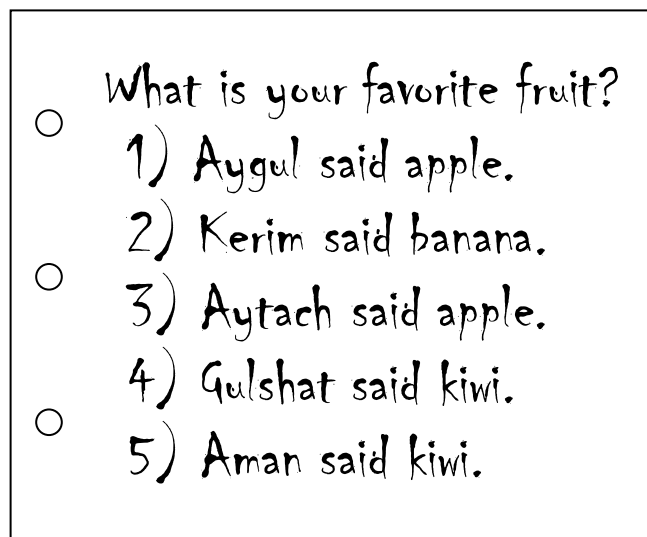 What is your favorite fruit?
1) Aygul said apple.
2) Kerim said banana.
3) Aytach said apple.
4) Gulshat said kiwi.
5) Aman said kiwi.